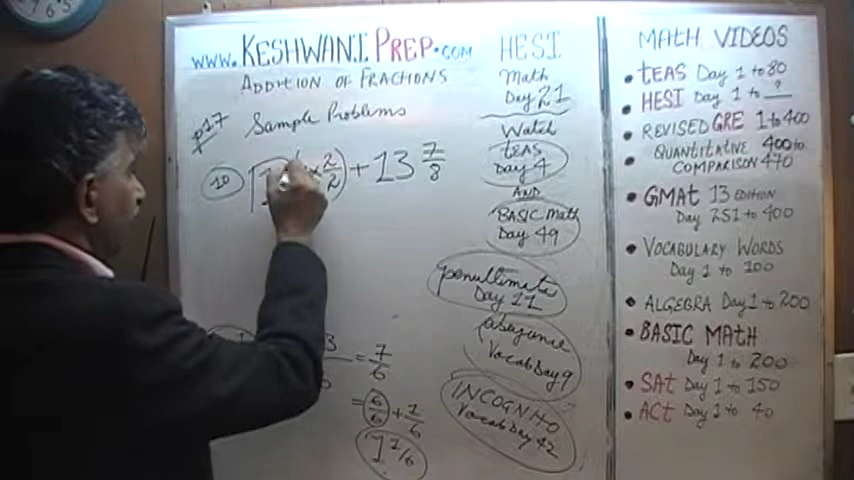 www.KESHWANIPREP.com
ADDITION OF FRACTIONS
p17
Sample Problems
10
× 2/2) + 13 7/8
= 7/6
= 6/6 + 1/6
1 1/6
HESI
Math
Day 21
Watch
TEAS
Day 4
AND
BASIC Math
Day 49
penultimate
Day 11
abeyance
Vocab Day 9
INCOGNITO
Vocab Day 42
MATH VIDEOS
• TEAS Day 1 to 80
• HESI Day 1 to ?
• REVISED GRE 1 to 400
• QUANTITATIVE 400 to
COMPARISON 470
• GMAT 13 EDITION
Day 251 to 400
• VOCABULARY WORDS
Day 1 to 100
• ALGEBRA Day 1 to 200
• BASIC MATH
Day 1 to 200
• SAT Day 1 to 150
• ACT Day 1 to 40